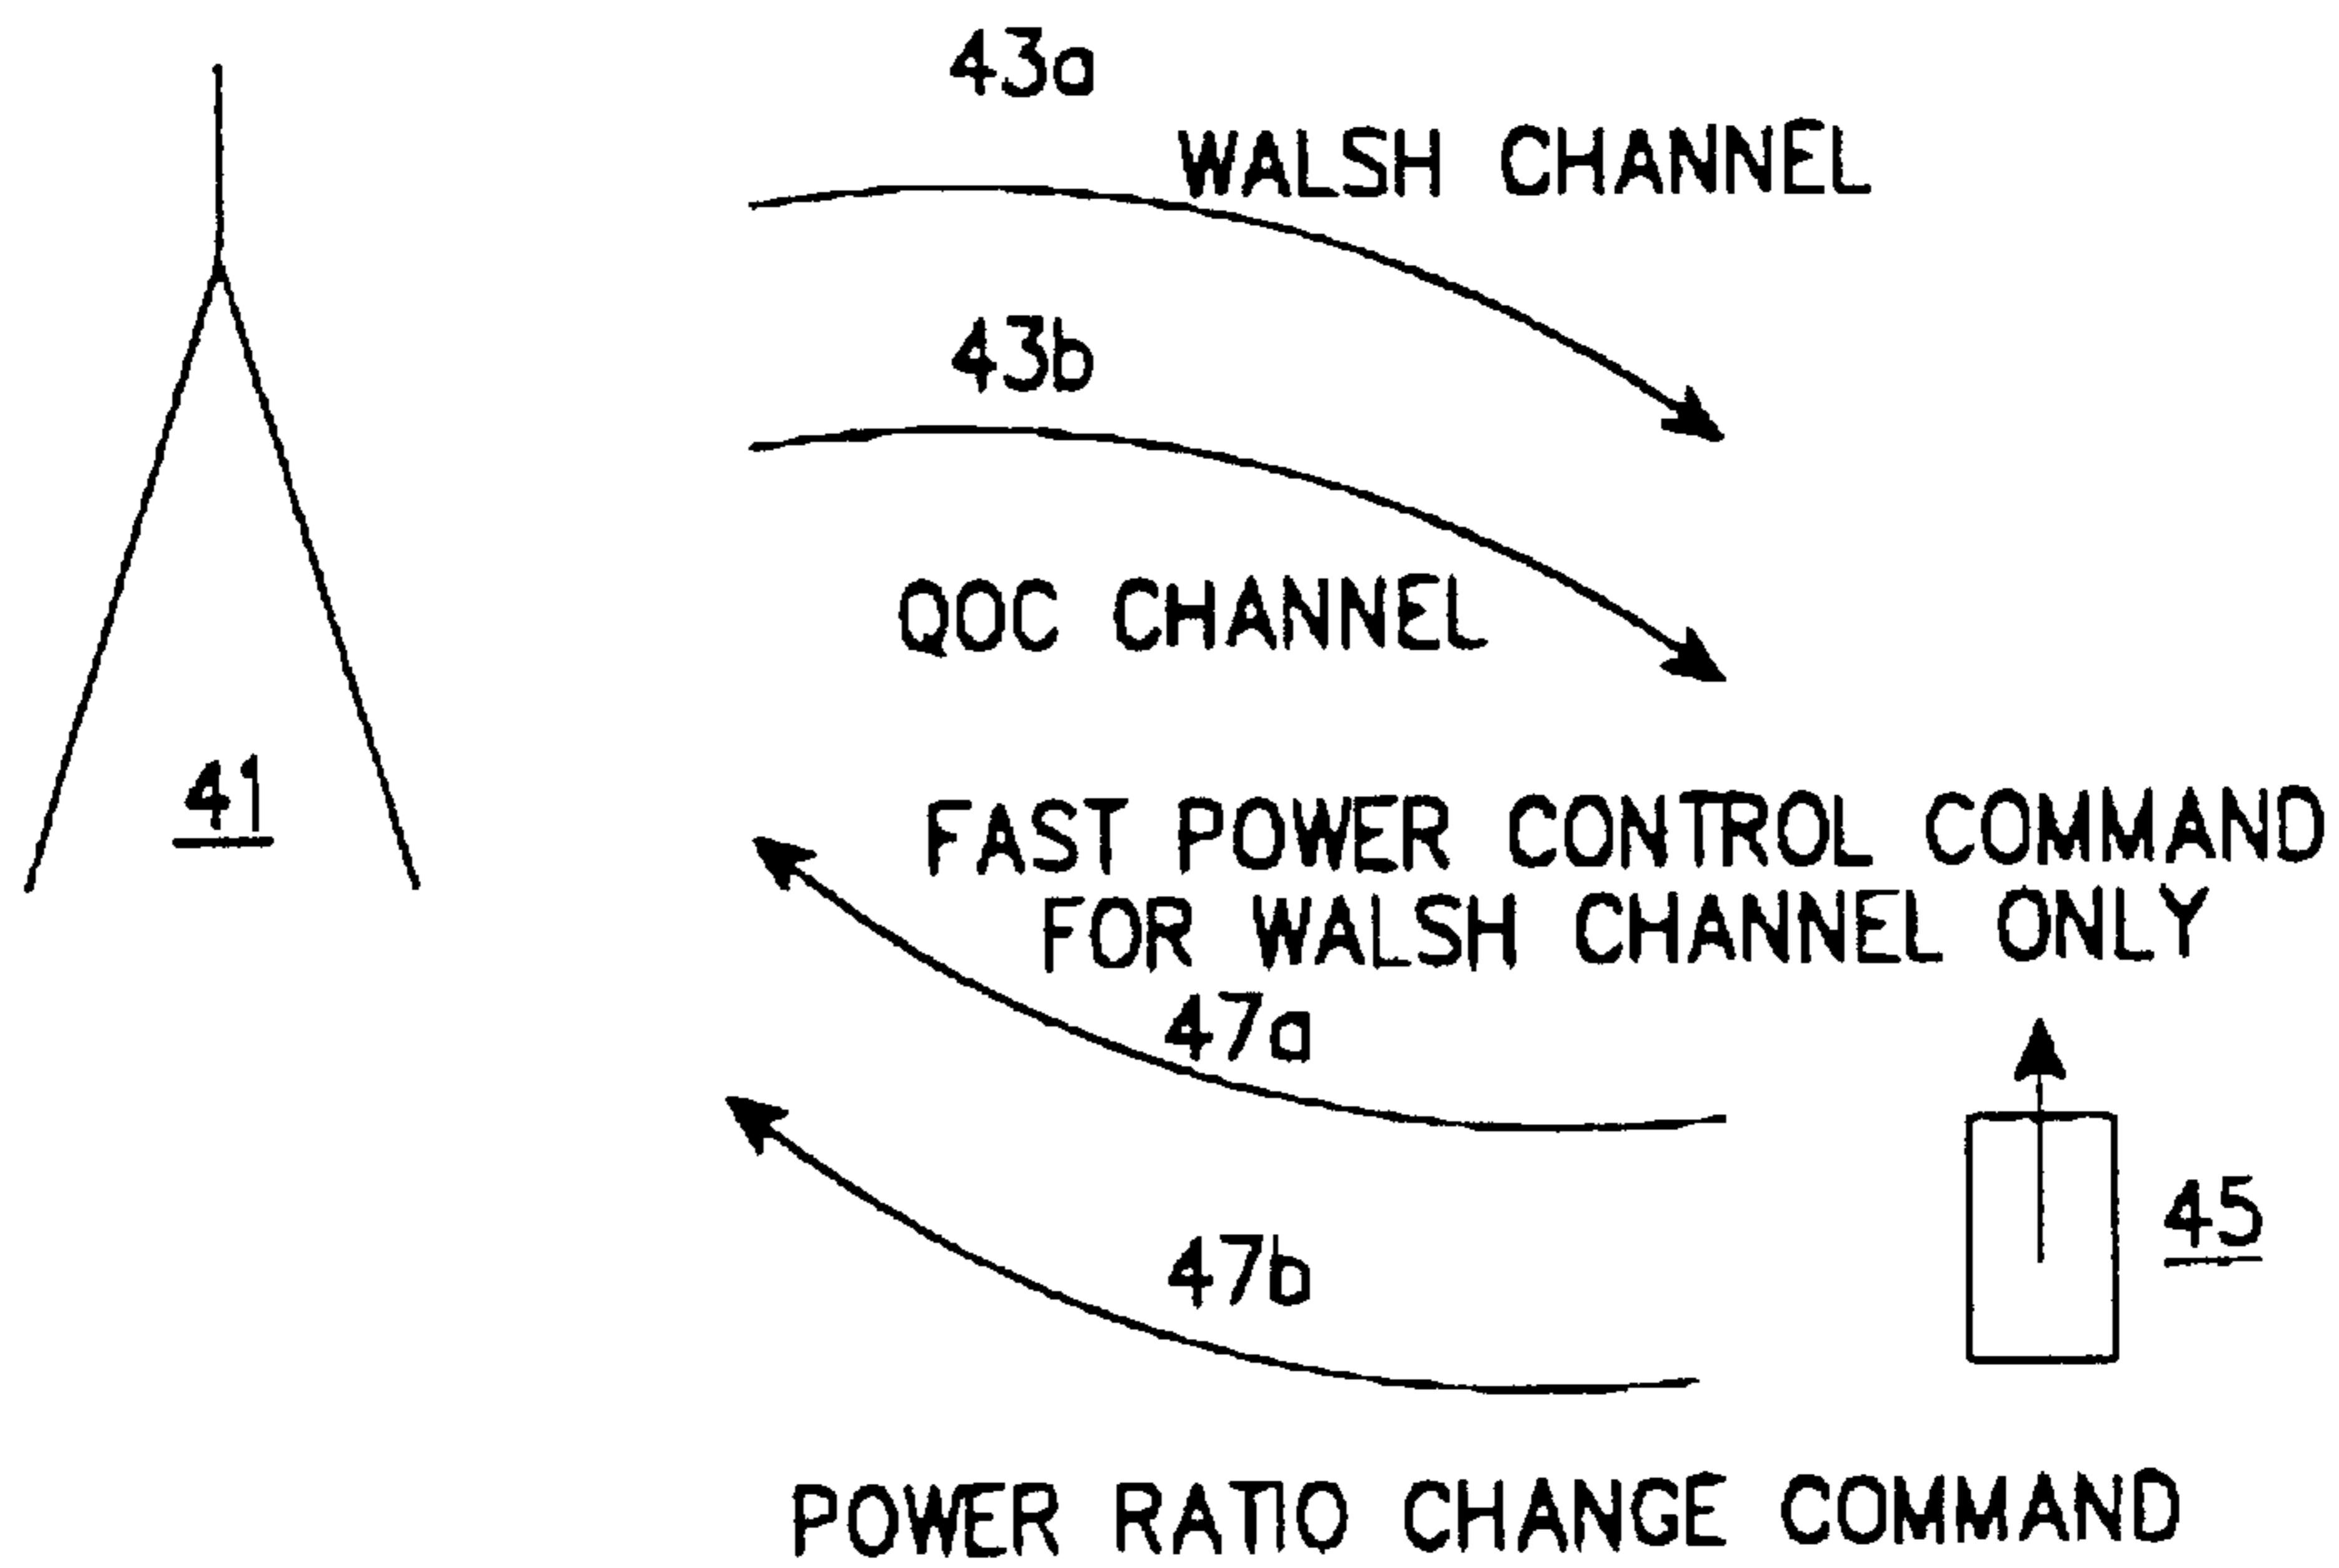 43a
WALSH CHANNEL
43b
QOC CHANNEL
41
FAST POWER CONTROL COMMAND
FOR WALSH CHANNEL ONLY
47a
45
47b
POWER RATIO CHANGE COMMAND